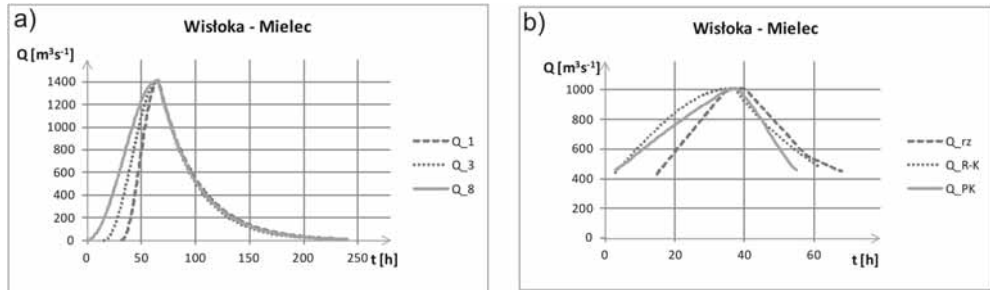 a)
Wisłoka - Mielec
Q [m³s⁻¹]
1400
1200
1000
800
600
400
200
0
0 50 100 150 200 250
t [h]
Q_1
Q_3
Q_8
b)
Wisłoka - Mielec
Q [m³s⁻¹]
1000
800
600
400
200
0
0 20 40 60
t [h]
Q_rz
Q_R-K
Q_PK